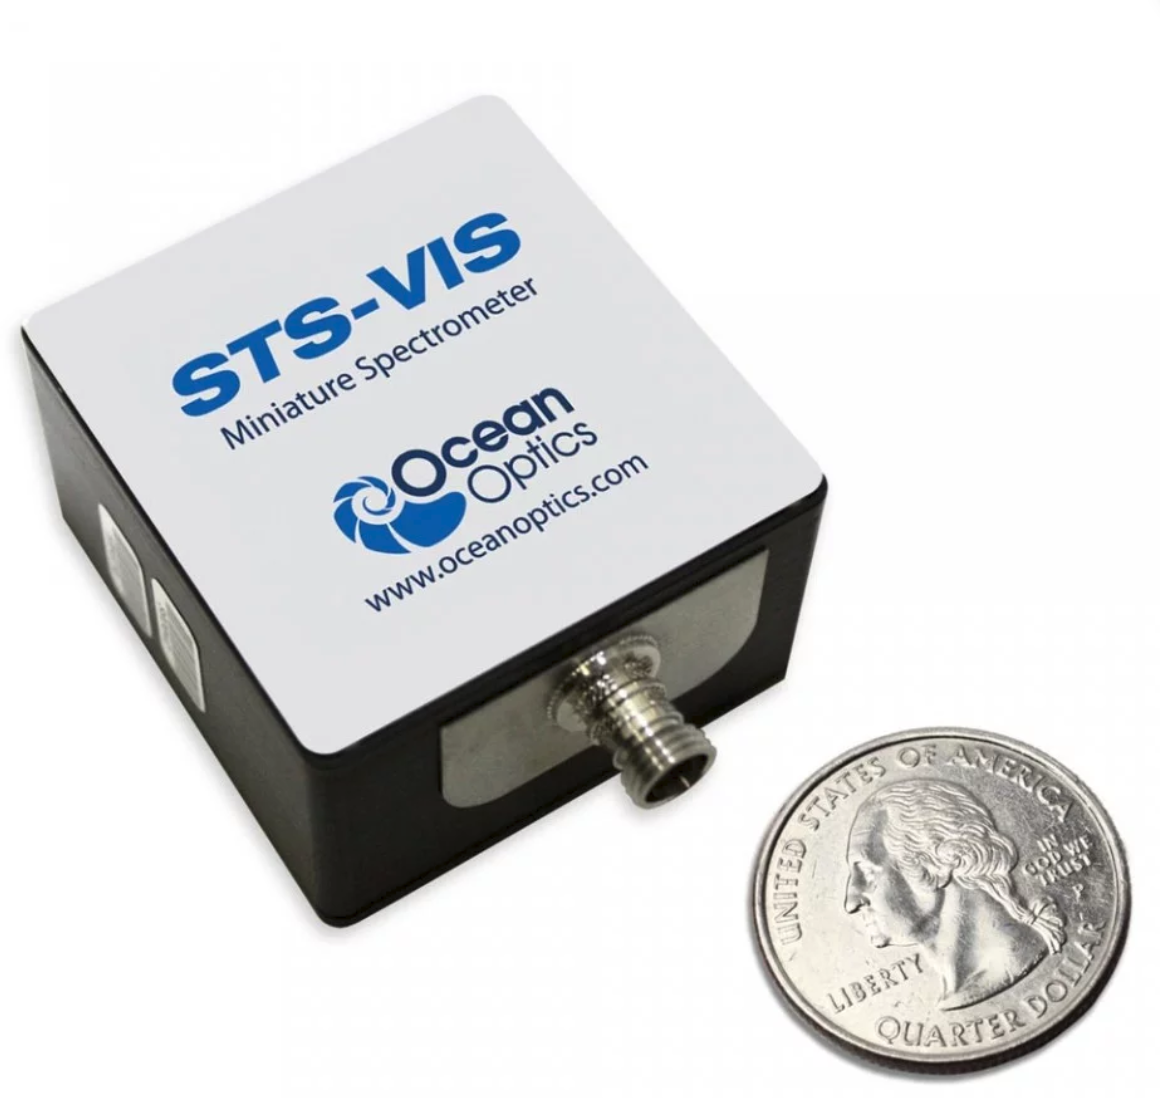 STS-VIS
Miniature Spectrometer
Ocean
Optics
www.oceanoptics.com
UNITED STATES OF AMERICA
IN
GOD WE
TRUST
P
LIBERTY
QUARTER DOLLAR